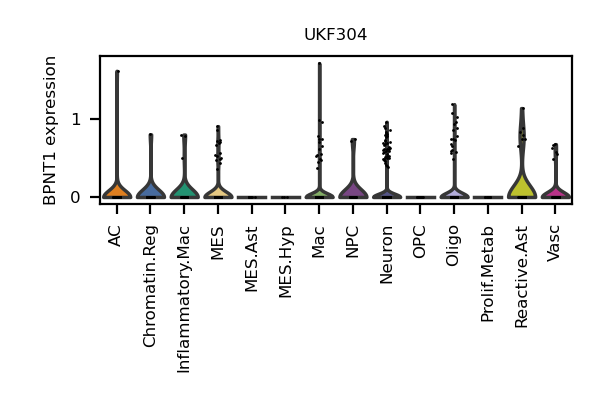 UKF304
BPNT1 expression
1
0
AC
Chromatin.Reg
Inflammatory.Mac
MES
MES.Ast
MES.Hyp
Mac
NPC
Neuron
OPC
Oligo
Prolif.Metab
Reactive.Ast
Vasc